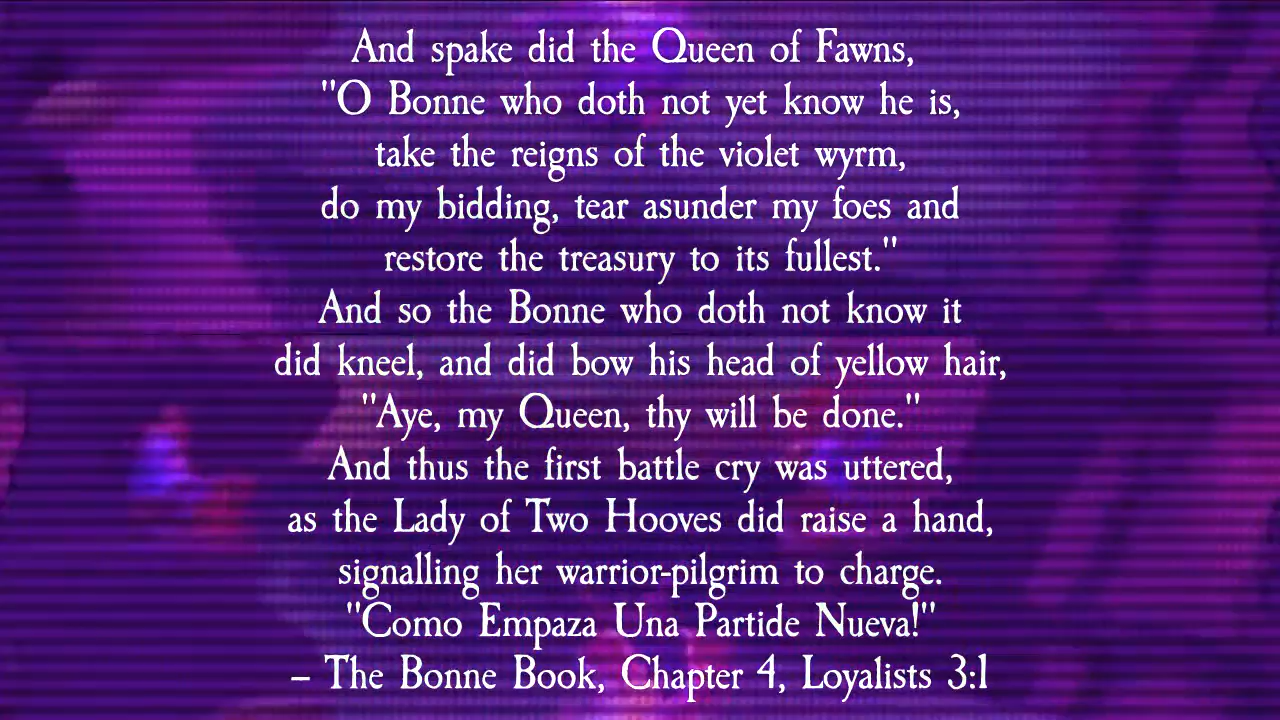 And spake did the Queen of Fawns,
"O Bonne who doth not yet know he is,
take the reigns of the violet wyrm,
do my bidding, tear asunder my foes and
restore the treasury to its fullest."
And so the Bonne who doth not know it
did kneel, and did bow his head of yellow hair,
"Aye, my Queen, thy will be done."
And thus the first battle cry was uttered,
as the Lady of Two Hooves did raise a hand,
signalling her warrior-pilgrim to charge.
"Como Empaza Una Partide Nueva!"
– The Bonne Book, Chapter 4, Loyalists 3:1